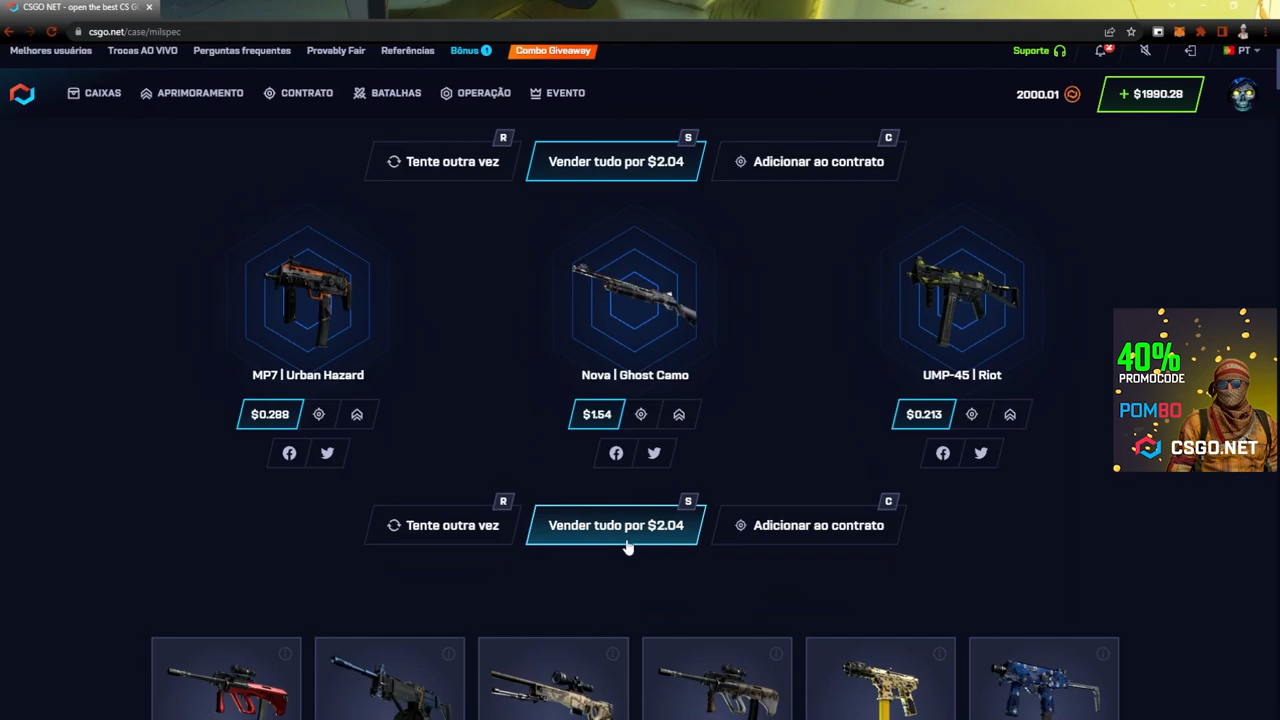 CSGO NET - open the best CS G
csgo.net/case/milspec
Melhores usuários Trocas AO VIVO Perguntas frequentes Provably Fair Referências Bônus 1 Combo Giveaway Suporte 2 PT
CAIXAS APRIMORAMENTO CONTRATO BATALHAS OPERAÇÃO EVENTO 2000.01 + $1990.28
R S C
Tente outra vez Vender tudo por $2.04 Adicionar ao contrato
MP7 | Urban Hazard Nova | Ghost Camo UMP-45 | Riot
$0.288 $1.54 $0.213
40%
PROMOCODE
POMBO
CSGO.NET
R S C
Tente outra vez Vender tudo por $2.04 Adicionar ao contrato